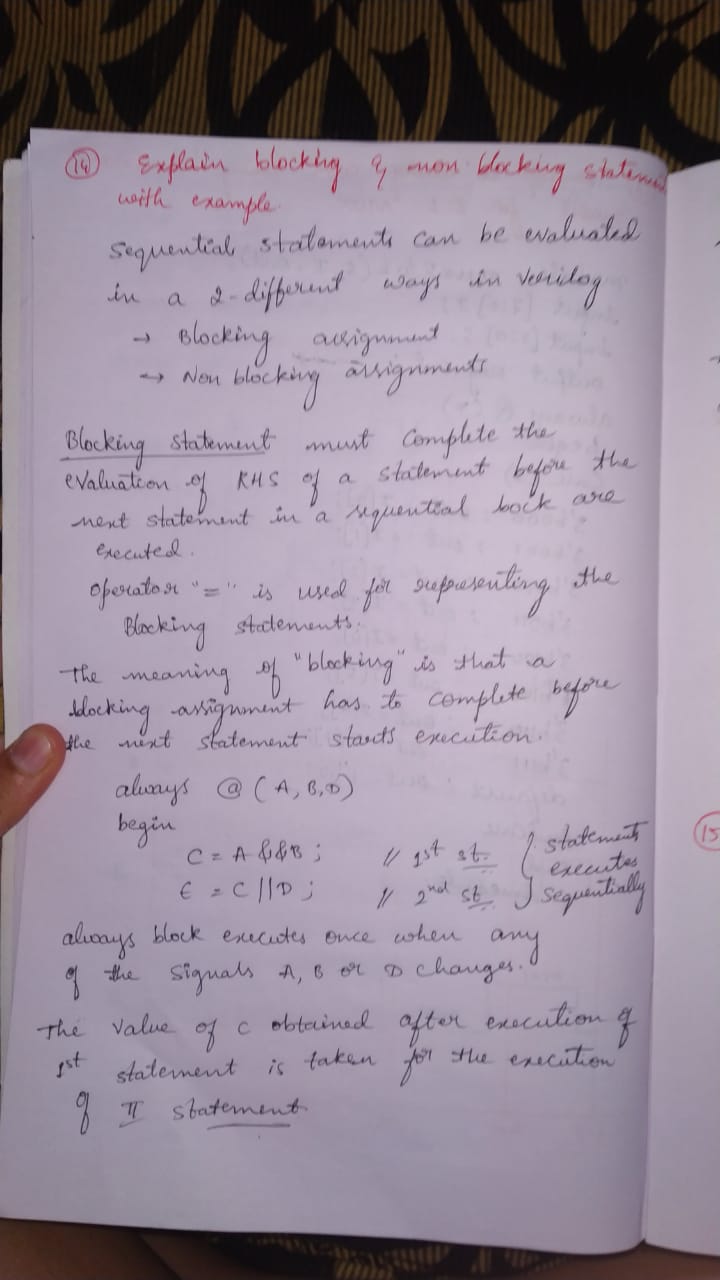 (14) Explain blocking & non blocking statement
with example.
Sequential statements can be evaluated
in a 2-different ways in verilog
→ Blocking assignment
→ Non blocking assignments
Blocking statement must Complete the
evaluation of RHS of a statement before the
next statement in a sequential bock are
executed.
Operator "=" is used for representing the
Blocking statements.
The meaning of "blocking" is that a
blocking assignment has to complete before
the next statement starts execution.
always @ (A, B, D)
begin
C = A && B ; // 1st st. } statements
executes
E = C || D ; // 2nd st } sequentially
always block executes once when any
of the signals A, B or D changes.
The value of C obtained after execution of
1st statement is taken for the execution
of II statement
(15